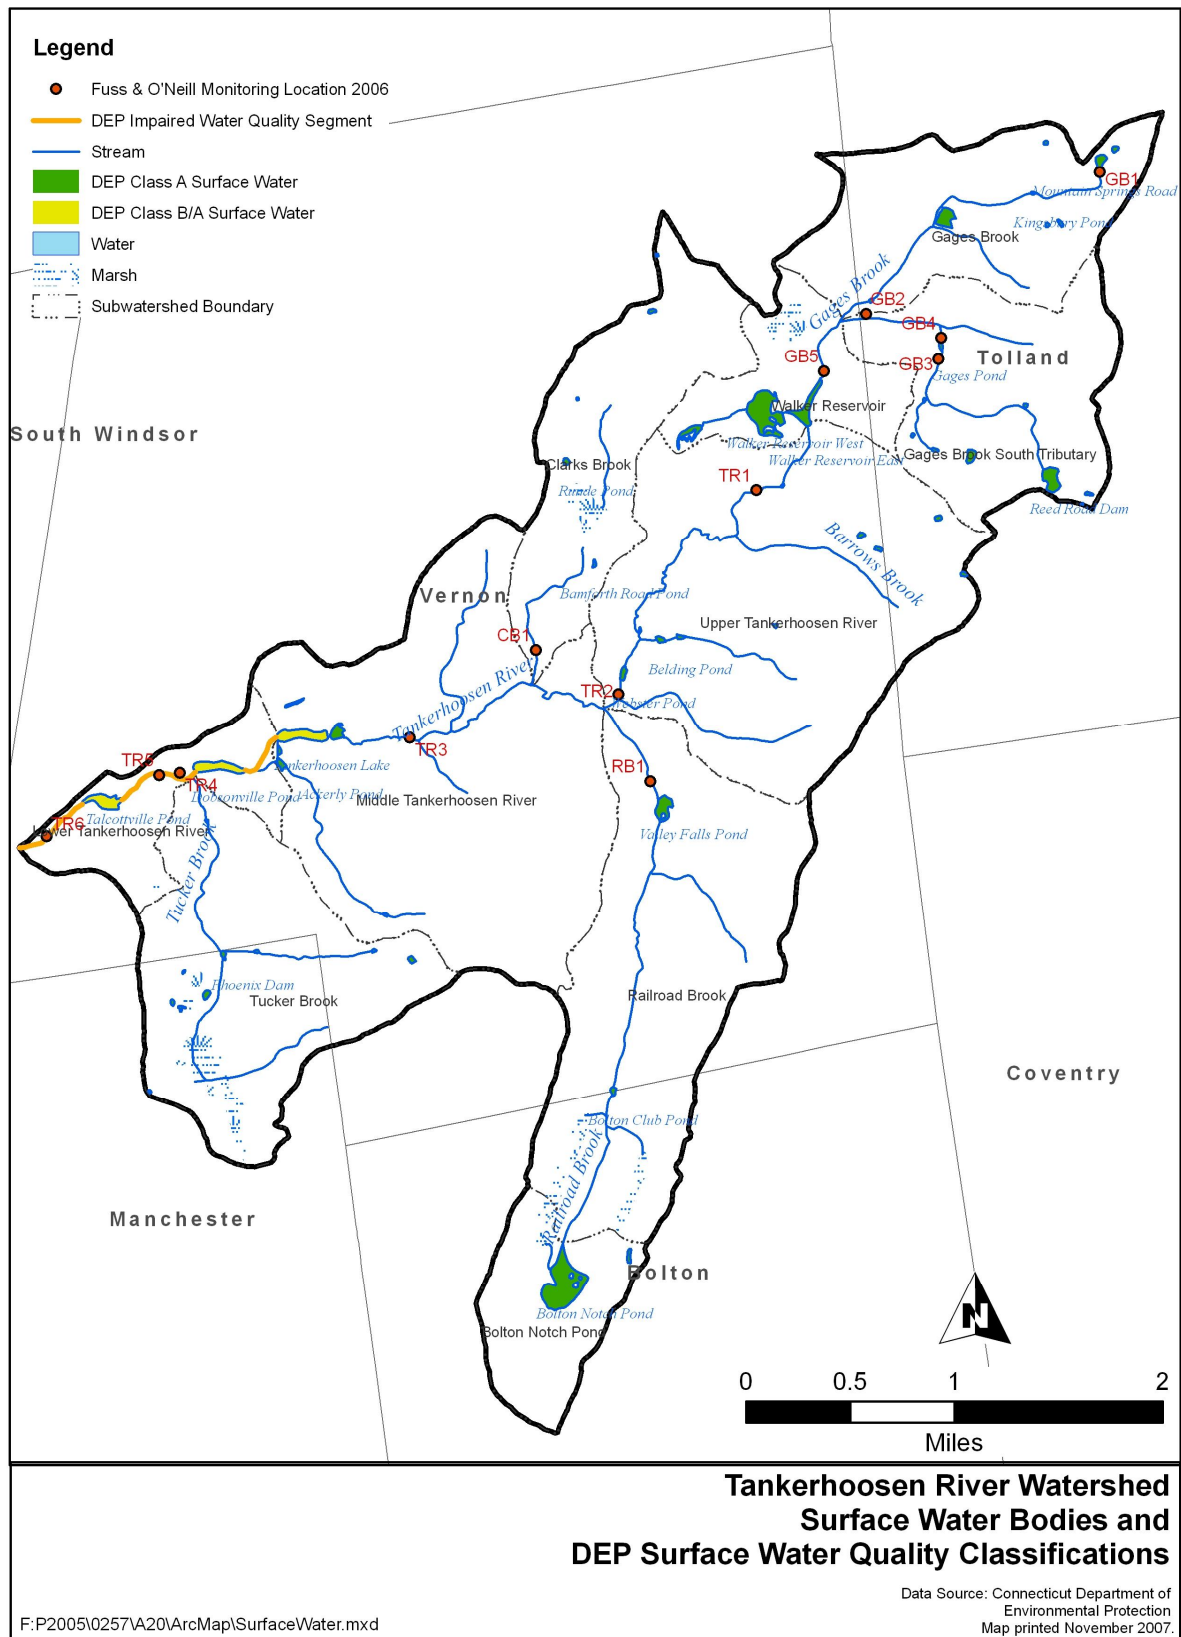 Legend
Fuss & O'Neill Monitoring Location 2006
DEP Impaired Water Quality Segment
Stream
DEP Class A Surface Water
DEP Class B/A Surface Water
Water
Marsh
Subwatershed Boundary
GB1
Mountain Springs Road
Kingsbury Pond
Gages Brook
Gages Brook
GB2
GB4
GB5
GB3
Tolland
Gages Pond
Walker Reservoir
South Windsor
Walker Reservoir West
Walker Reservoir East
Gages Brook South Tributary
Clarks Brook
TR1
Runde Pond
Reed Road Dam
Barrows Brook
Vernon
Bamforth Road Pond
Upper Tankerhoosen River
CB1
Belding Pond
Tankerhoosen River
TR2
Webster Pond
TR3
TR5
Tankerhoosen Lake
RB1
TR4
Dobsonville Pond
Ackerly Pond
Middle Tankerhoosen River
TR6
Talcottville Pond
Lower Tankerhoosen River
Valley Falls Pond
Tucker Brook
Phoenix Dam
Tucker Brook
Railroad Brook
Coventry
Bolton Club Pond
Railroad Brook
Manchester
Bolton
Bolton Notch Pond
Bolton Notch Pond
N
0 0.5 1 2
Miles
Tankerhoosen River Watershed
Surface Water Bodies and
DEP Surface Water Quality Classifications
Data Source: Connecticut Department of
Environmental Protection
Map printed November 2007.
F:P2005\0257\A20\ArcMap\SurfaceWater.mxd